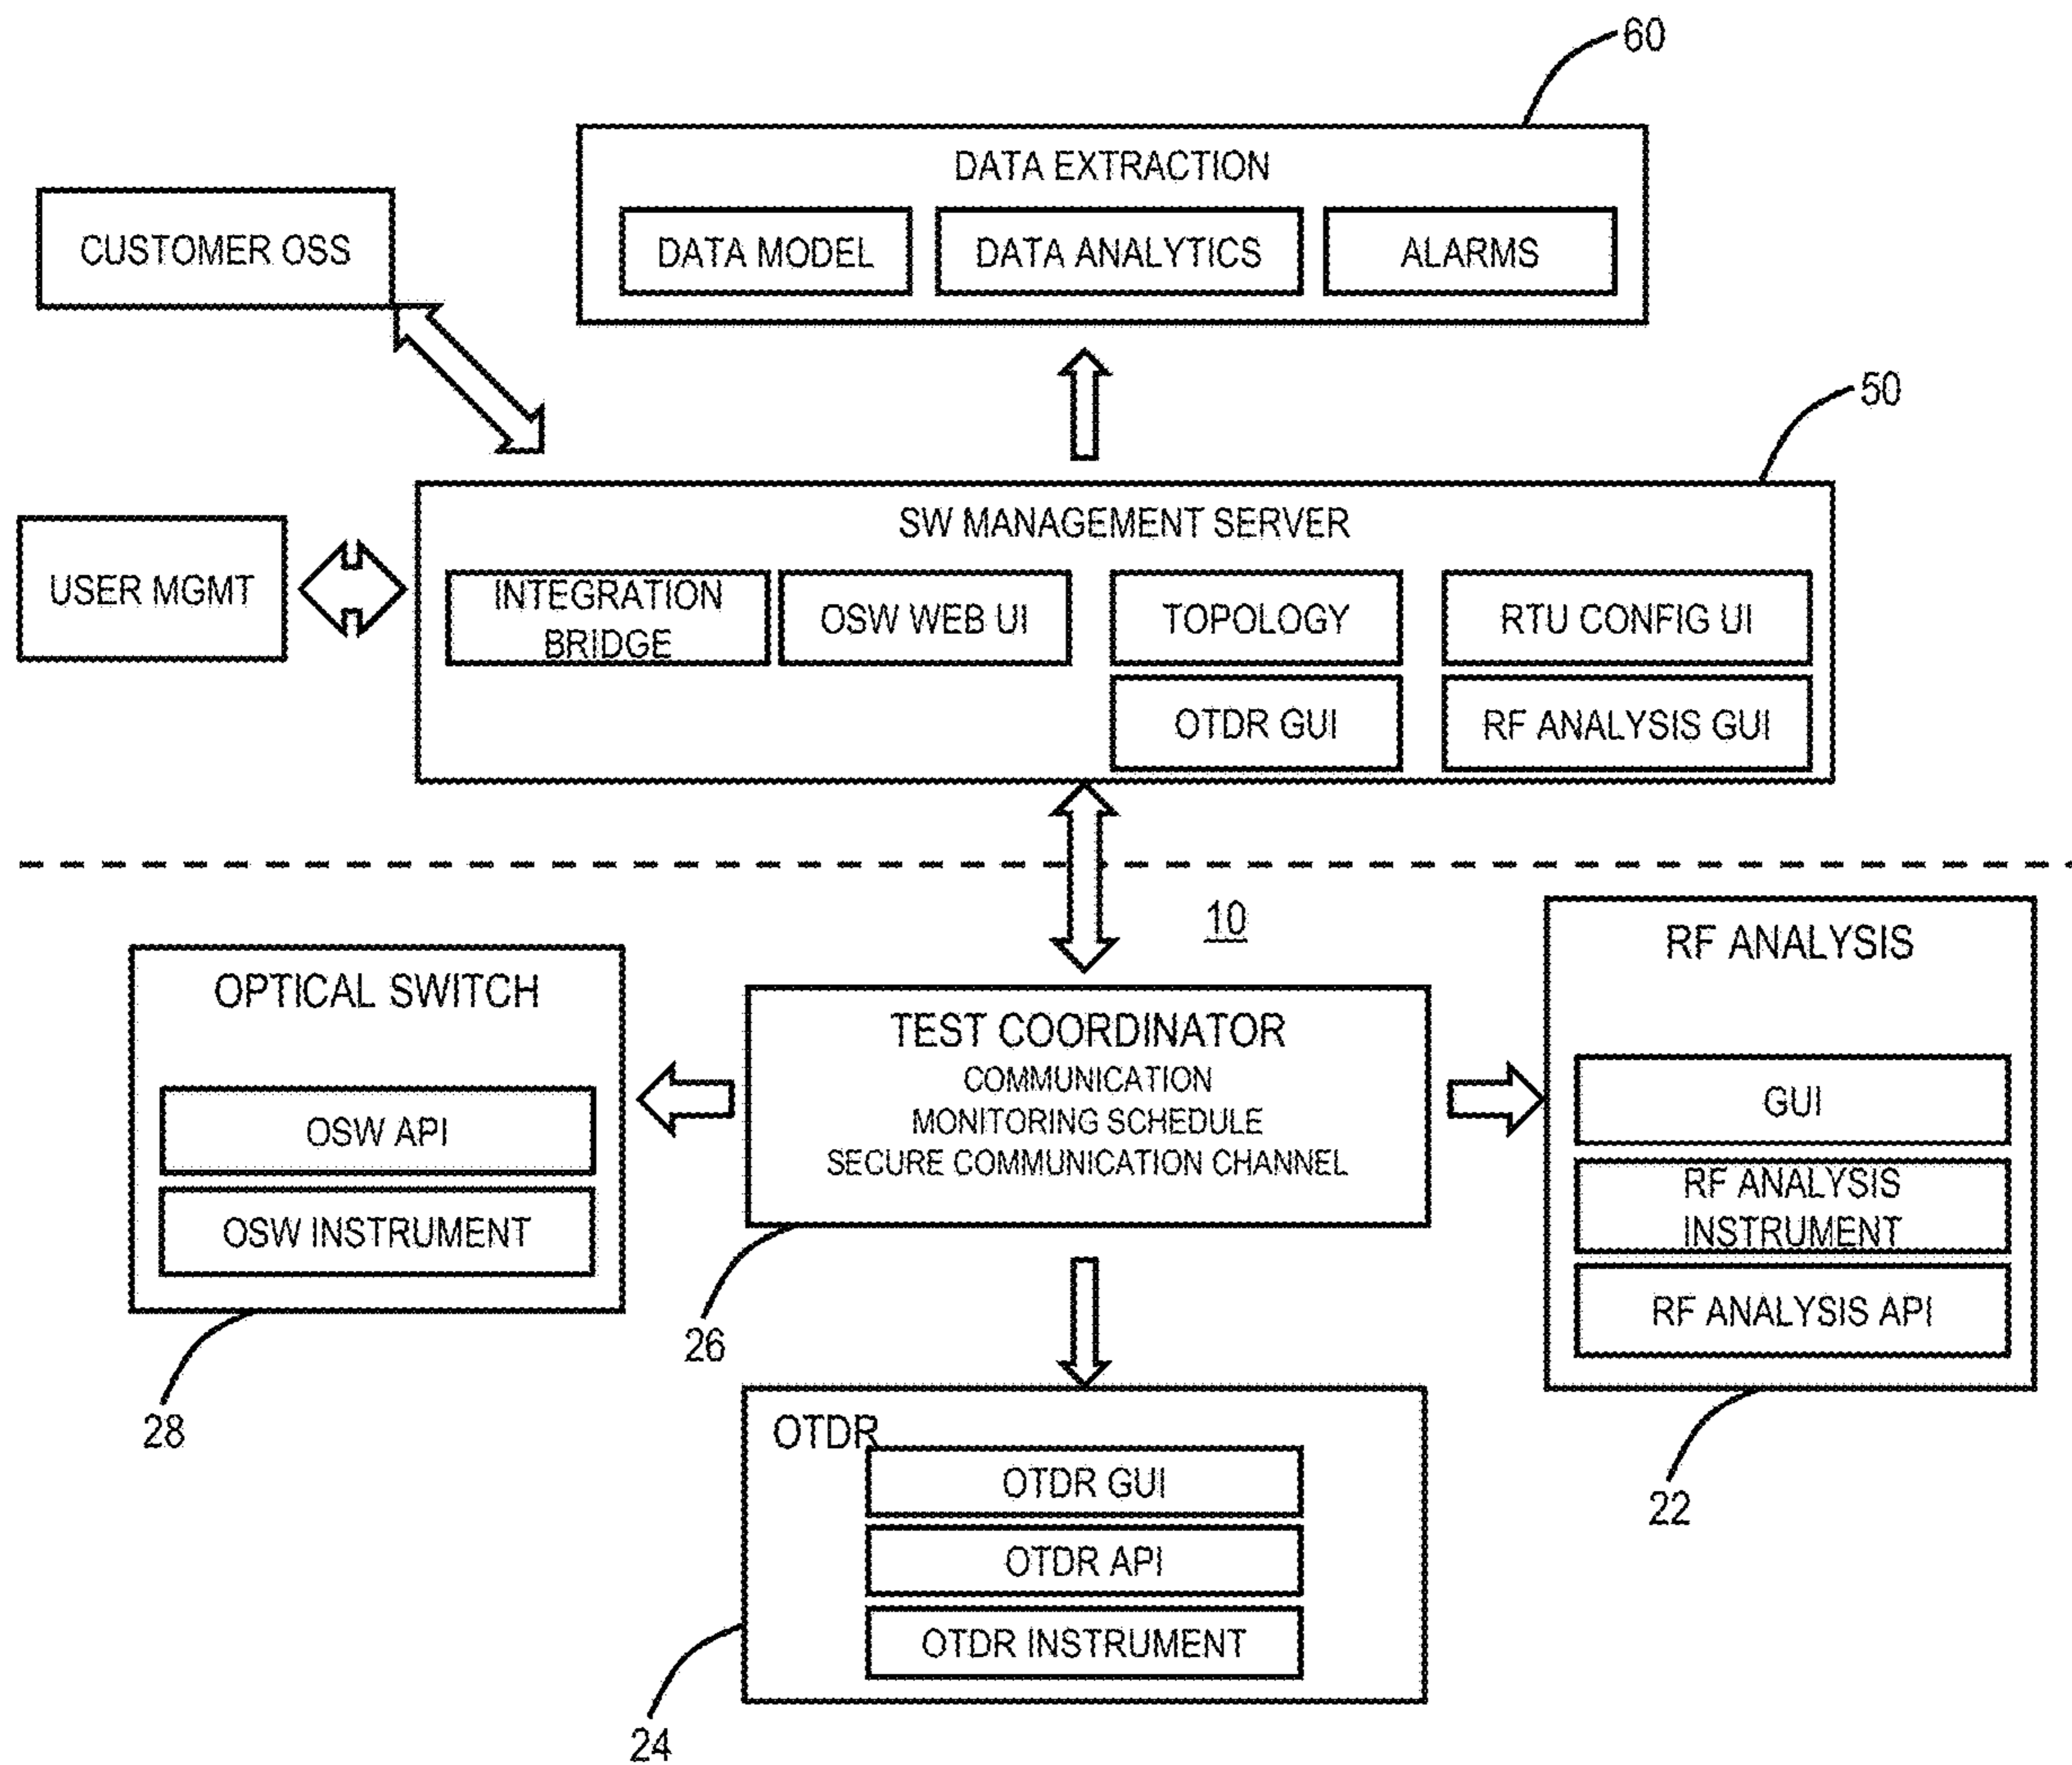 60
DATA EXTRACTION
CUSTOMER OSS
DATA MODEL
DATA ANALYTICS
ALARMS
50
SW MANAGEMENT SERVER
USER MGMT
INTEGRATION
BRIDGE
OSW WEB UI
TOPOLOGY
RTU CONFIG UI
OTDR GUI
RF ANALYSIS GUI
10
OPTICAL SWITCH
OSW API
OSW INSTRUMENT
28
TEST COORDINATOR
COMMUNICATION
MONITORING SCHEDULE
SECURE COMMUNICATION CHANNEL
26
RF ANALYSIS
GUI
RF ANALYSIS
INSTRUMENT
RF ANALYSIS API
22
OTDR
OTDR GUI
OTDR API
OTDR INSTRUMENT
24